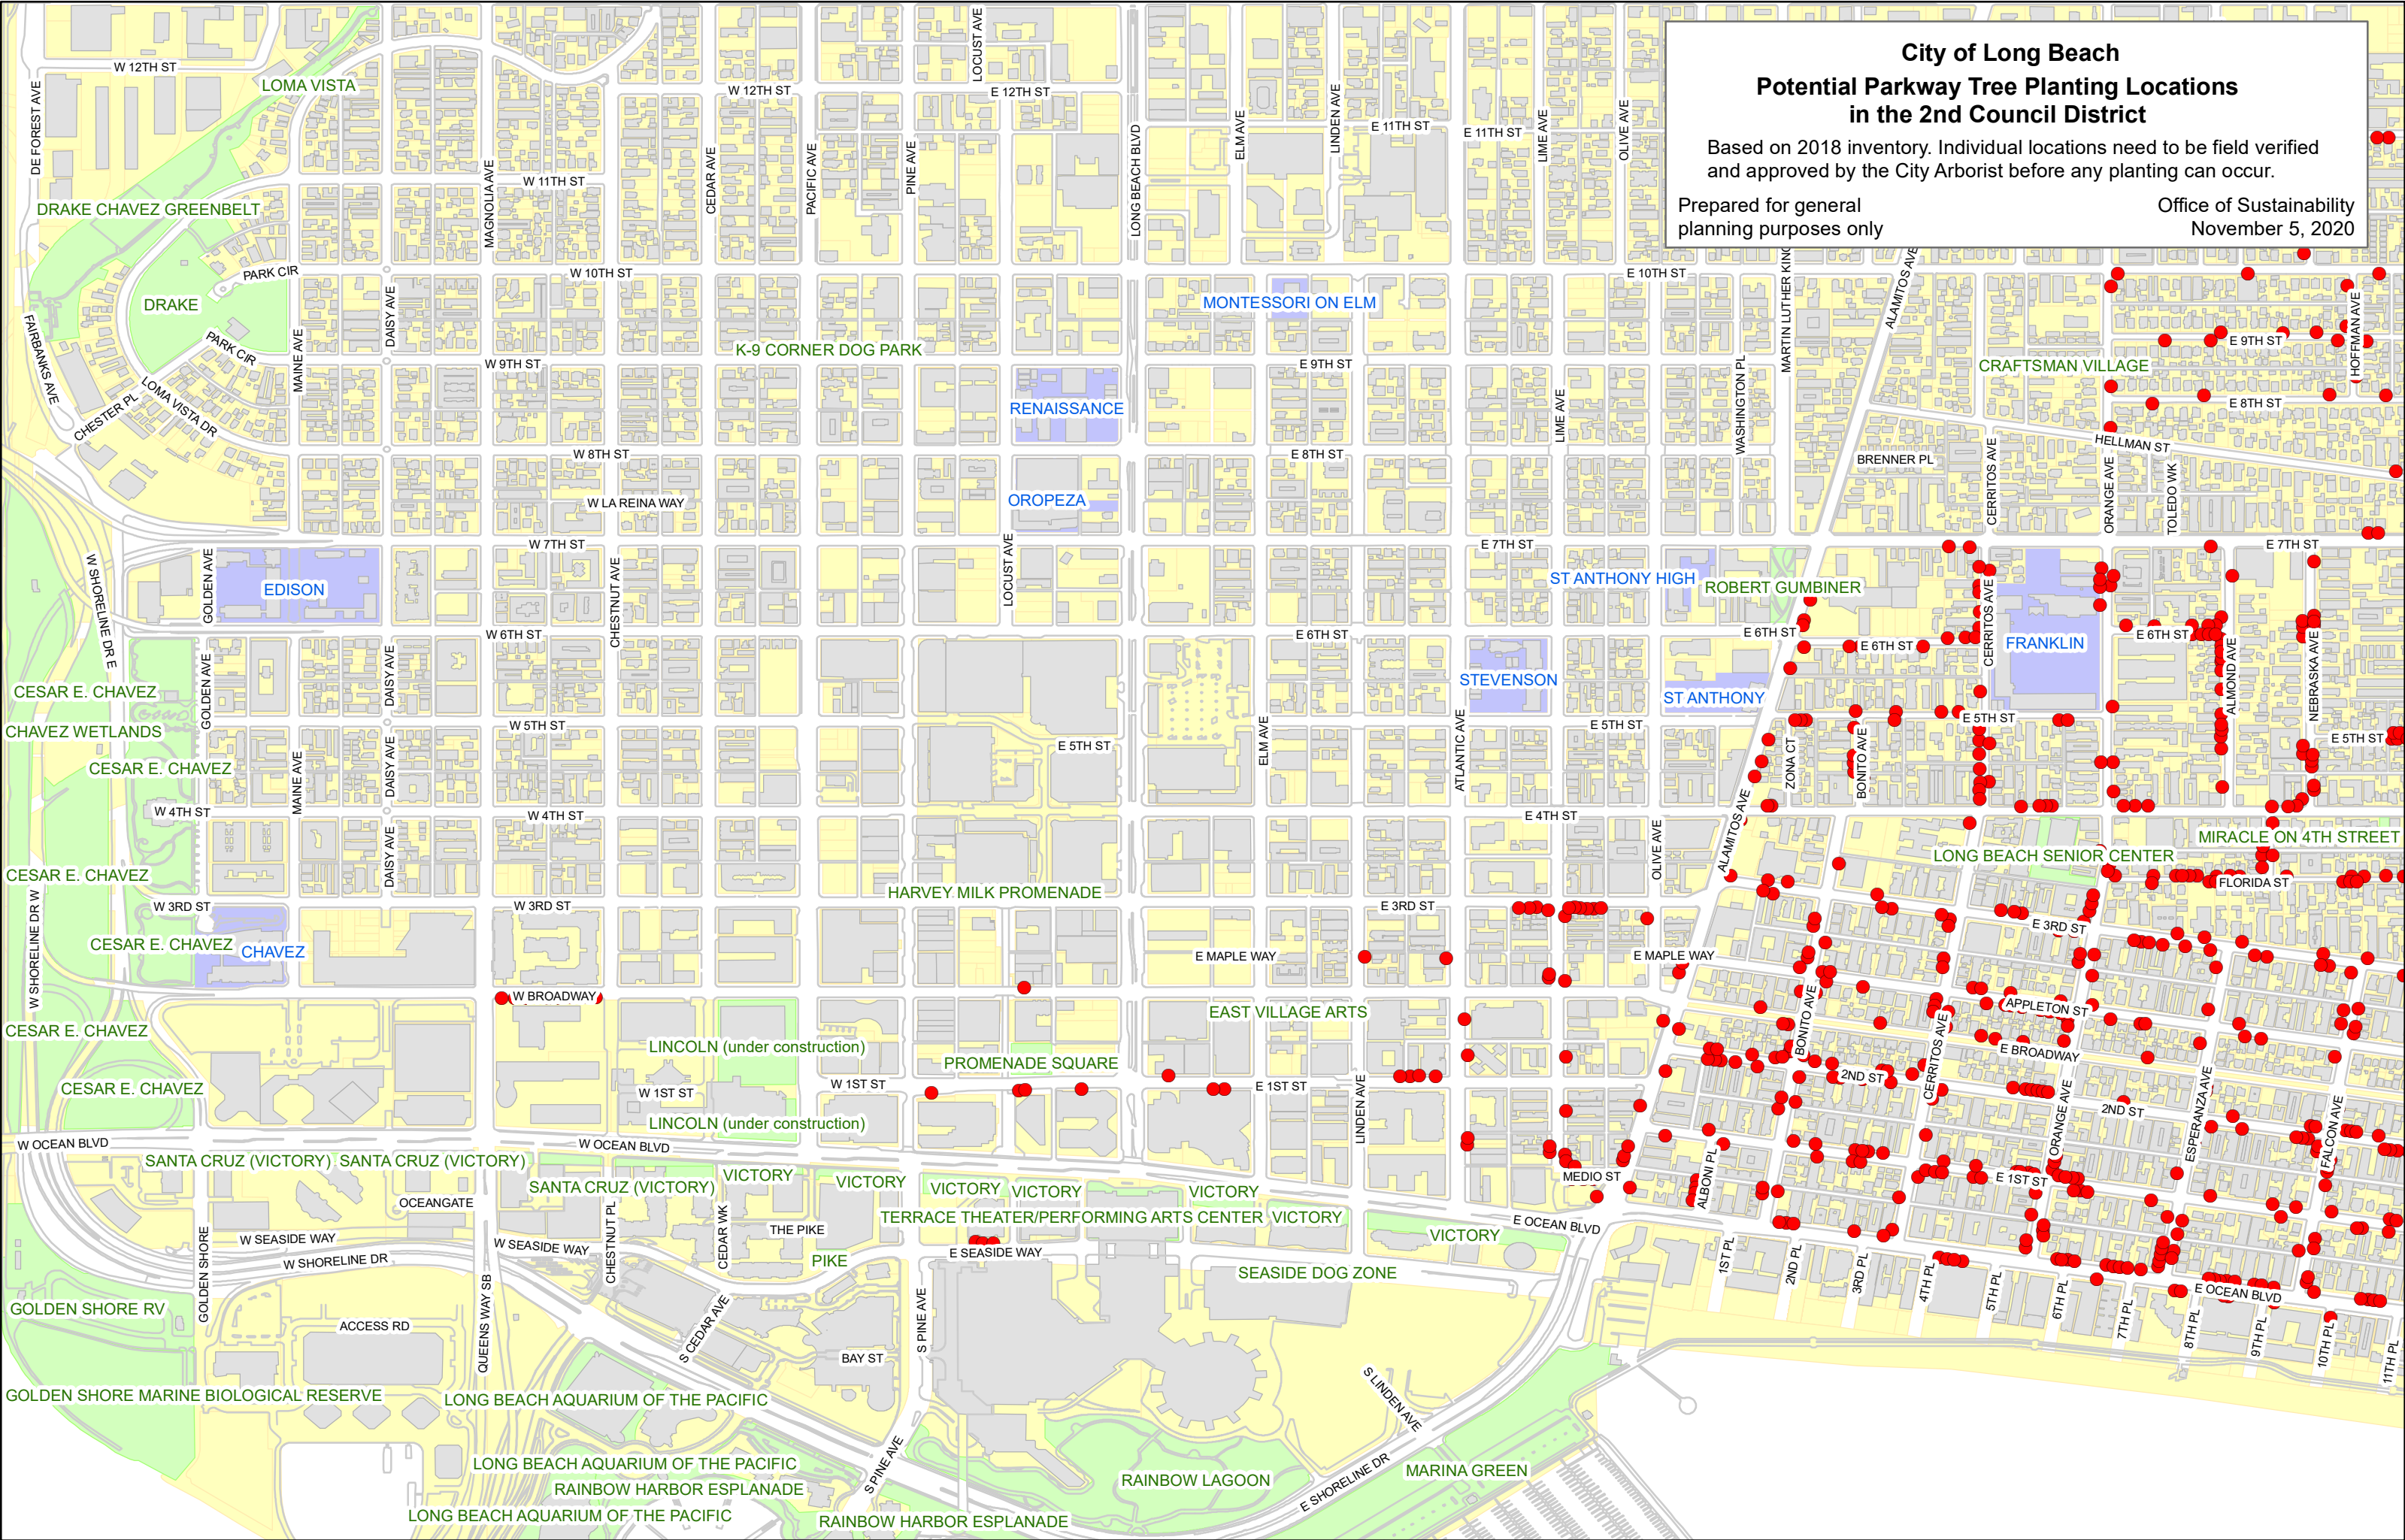 City of Long Beach
Potential Parkway Tree Planting Locations
in the 2nd Council District
Based on 2018 inventory. Individual locations need to be field verified
and approved by the City Arborist before any planting can occur.
Prepared for general
planning purposes only
Office of Sustainability
November 5, 2020
W 12TH ST
LOMA VISTA
DE FOREST AVE
LOCUST AVE
W 12TH ST
E 12TH ST
LONG BEACH BLVD
ELM AVE
LINDEN AVE
E 11TH ST
E 11TH ST
LIME AVE
OLIVE AVE
MAGNOLIA AVE
CEDAR AVE
PACIFIC AVE
PINE AVE
W 11TH ST
DRAKE CHAVEZ GREENBELT
PARK CIR
DRAKE
PARK CIR
W 10TH ST
E 10TH ST
MONTESSORI ON ELM
MARTIN LUTHER KING
ALAMITOS AVE
HOFFMAN AVE
FAIRBANKS AVE
DAISY AVE
MAINE AVE
K-9 CORNER DOG PARK
W 9TH ST
E 9TH ST
E 9TH ST
CRAFTSMAN VILLAGE
WASHINGTON PL
LOMA VISTA DR
CHESTER PL
RENAISSANCE
LIME AVE
E 8TH ST
HELLMAN ST
W 8TH ST
E 8TH ST
BRENNER PL
CERRITOS AVE
ORANGE AVE
TOLEDO WK
W LA REINA WAY
OROPEZA
W 7TH ST
E 7TH ST
E 7TH ST
W SHORELINE DR E
GOLDEN AVE
EDISON
CHESTNUT AVE
LOCUST AVE
ST ANTHONY HIGH
ROBERT GUMBINER
CERRITOS AVE
W 6TH ST
E 6TH ST
E 6TH ST
E 6TH ST
FRANKLIN
E 6TH ST
CESAR E. CHAVEZ
GOLDEN AVE
DAISY AVE
STEVENSON
ST ANTHONY
ALMOND AVE
NEBRASKA AVE
CHAVEZ WETLANDS
W 5TH ST
E 5TH ST
ELM AVE
ATLANTIC AVE
E 5TH ST
E 5TH ST
E 5TH ST
CESAR E. CHAVEZ
MAINE AVE
DAISY AVE
ZONA CT
BONITO AVE
W 4TH ST
W 4TH ST
E 4TH ST
ALAMITOS AVE
OLIVE AVE
MIRACLE ON 4TH STREET
LONG BEACH SENIOR CENTER
DAISY AVE
CESAR E. CHAVEZ
HARVEY MILK PROMENADE
FLORIDA ST
W 3RD ST
W 3RD ST
E 3RD ST
E 3RD ST
W SHORELINE DR W
CESAR E. CHAVEZ
CHAVEZ
E MAPLE WAY
E MAPLE WAY
W BROADWAY
EAST VILLAGE ARTS
BONITO AVE
APPLETON ST
CESAR E. CHAVEZ
LINCOLN (under construction)
PROMENADE SQUARE
CERRITOS AVE
E BROADWAY
CESAR E. CHAVEZ
W 1ST ST
W 1ST ST
E 1ST ST
2ND ST
2ND ST
LINDEN AVE
ORANGE AVE
ESPERANZA AVE
FALCON AVE
LINCOLN (under construction)
W OCEAN BLVD
W OCEAN BLVD
SANTA CRUZ (VICTORY)
SANTA CRUZ (VICTORY)
SANTA CRUZ (VICTORY)
VICTORY
VICTORY
VICTORY
VICTORY
VICTORY
MEDIO ST
ALBONI PL
E 1ST ST
OCEANGATE
CHESTNUT PL
CEDAR WK
THE PIKE
TERRACE THEATER/PERFORMING ARTS CENTER
VICTORY
VICTORY
E OCEAN BLVD
GOLDEN SHORE
W SEASIDE WAY
W SEASIDE WAY
W SHORELINE DR
PIKE
E SEASIDE WAY
SEASIDE DOG ZONE
1ST PL
2ND PL
3RD PL
4TH PL
5TH PL
6TH PL
7TH PL
8TH PL
9TH PL
10TH PL
11TH PL
E OCEAN BLVD
GOLDEN SHORE RV
ACCESS RD
QUEENS WAY SB
S CEDAR AVE
S PINE AVE
BAY ST
GOLDEN SHORE MARINE BIOLOGICAL RESERVE
LONG BEACH AQUARIUM OF THE PACIFIC
S LINDEN AVE
LONG BEACH AQUARIUM OF THE PACIFIC
S PINE AVE
RAINBOW LAGOON
E SHORELINE DR
MARINA GREEN
RAINBOW HARBOR ESPLANADE
LONG BEACH AQUARIUM OF THE PACIFIC
RAINBOW HARBOR ESPLANADE